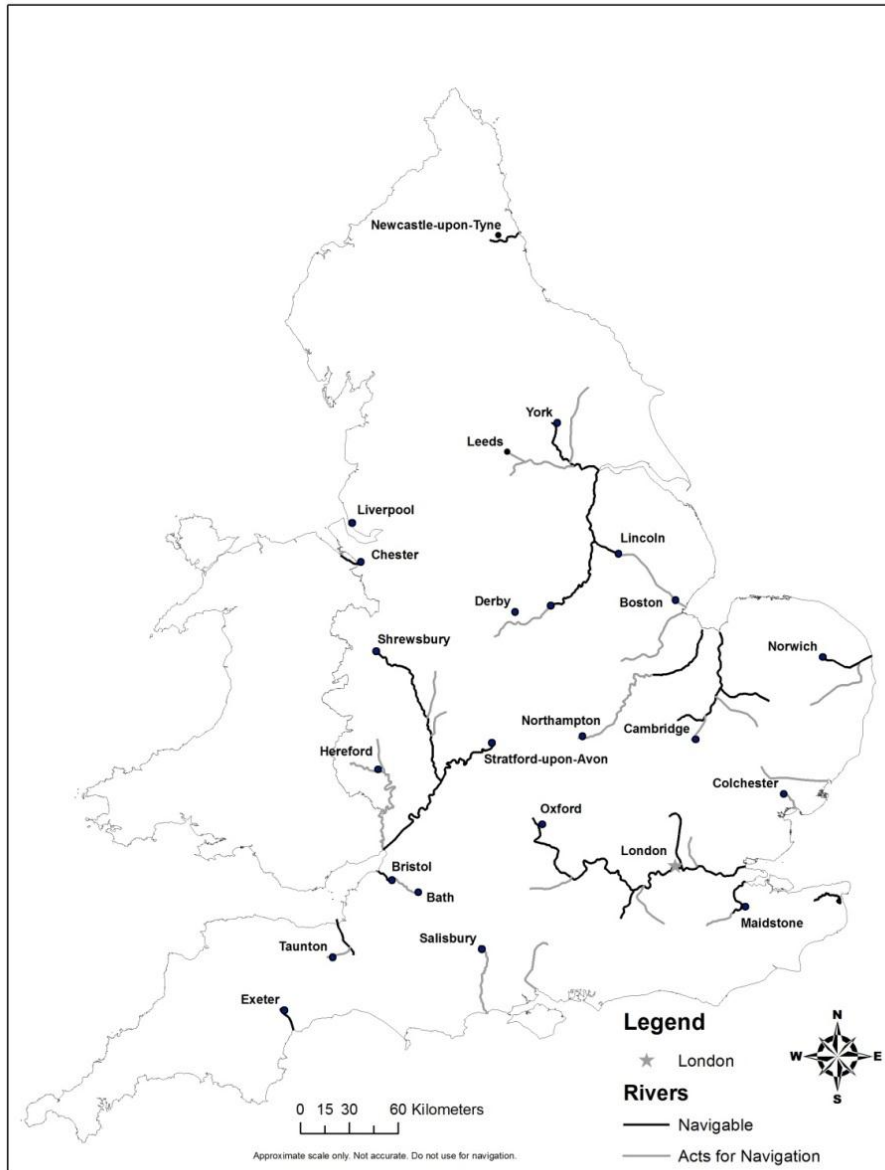 Newcastle-upon-Tyne
York
Leeds
Liverpool
Chester
Lincoln
Derby
Boston
Shrewsbury
Norwich
Northampton
Cambridge
Hereford
Stratford-upon-Avon
Colchester
Oxford
London
Bristol
Bath
Maidstone
Salisbury
Taunton
Exeter
Legend
London
Rivers
Navigable
Acts for Navigation
N
W E
S
0 15 30 60 Kilometers
Approximate scale only. Not accurate. Do not use for navigation.